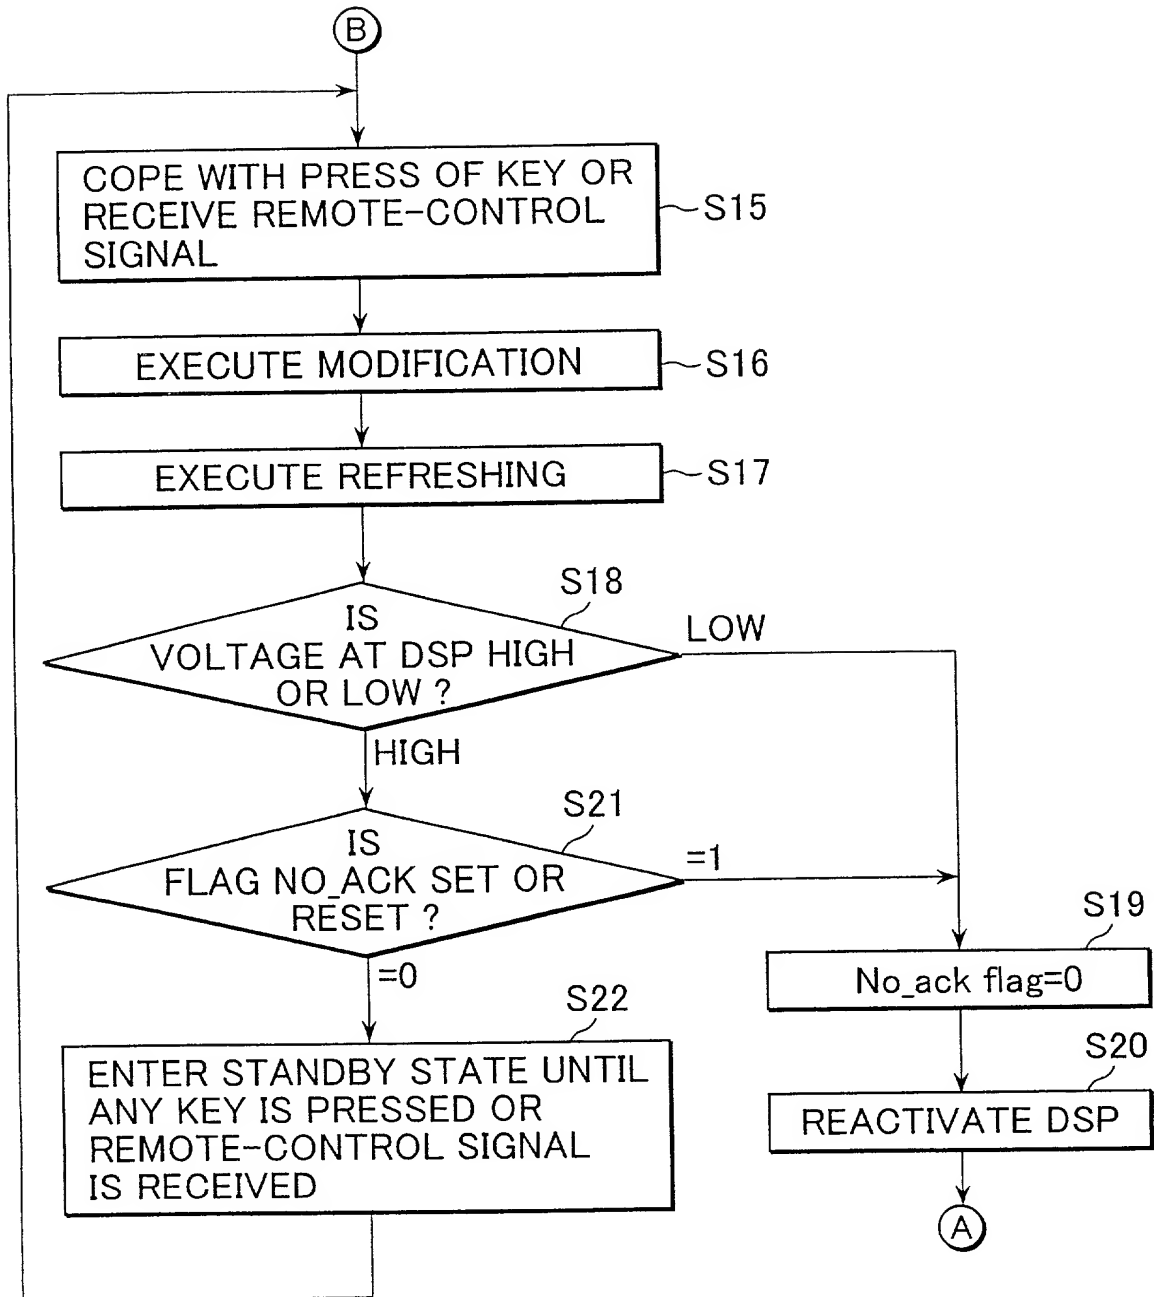 B
COPE WITH PRESS OF KEY OR
RECEIVE REMOTE-CONTROL
SIGNAL
S15
EXECUTE MODIFICATION
S16
EXECUTE REFRESHING
S17
S18
IS
VOLTAGE AT DSP HIGH
OR LOW ?
LOW
HIGH
S21
IS
FLAG NO_ACK SET OR
RESET ?
=1
=0
S19
No_ack flag=0
S20
REACTIVATE DSP
A
S22
ENTER STANDBY STATE UNTIL
ANY KEY IS PRESSED OR
REMOTE-CONTROL SIGNAL
IS RECEIVED